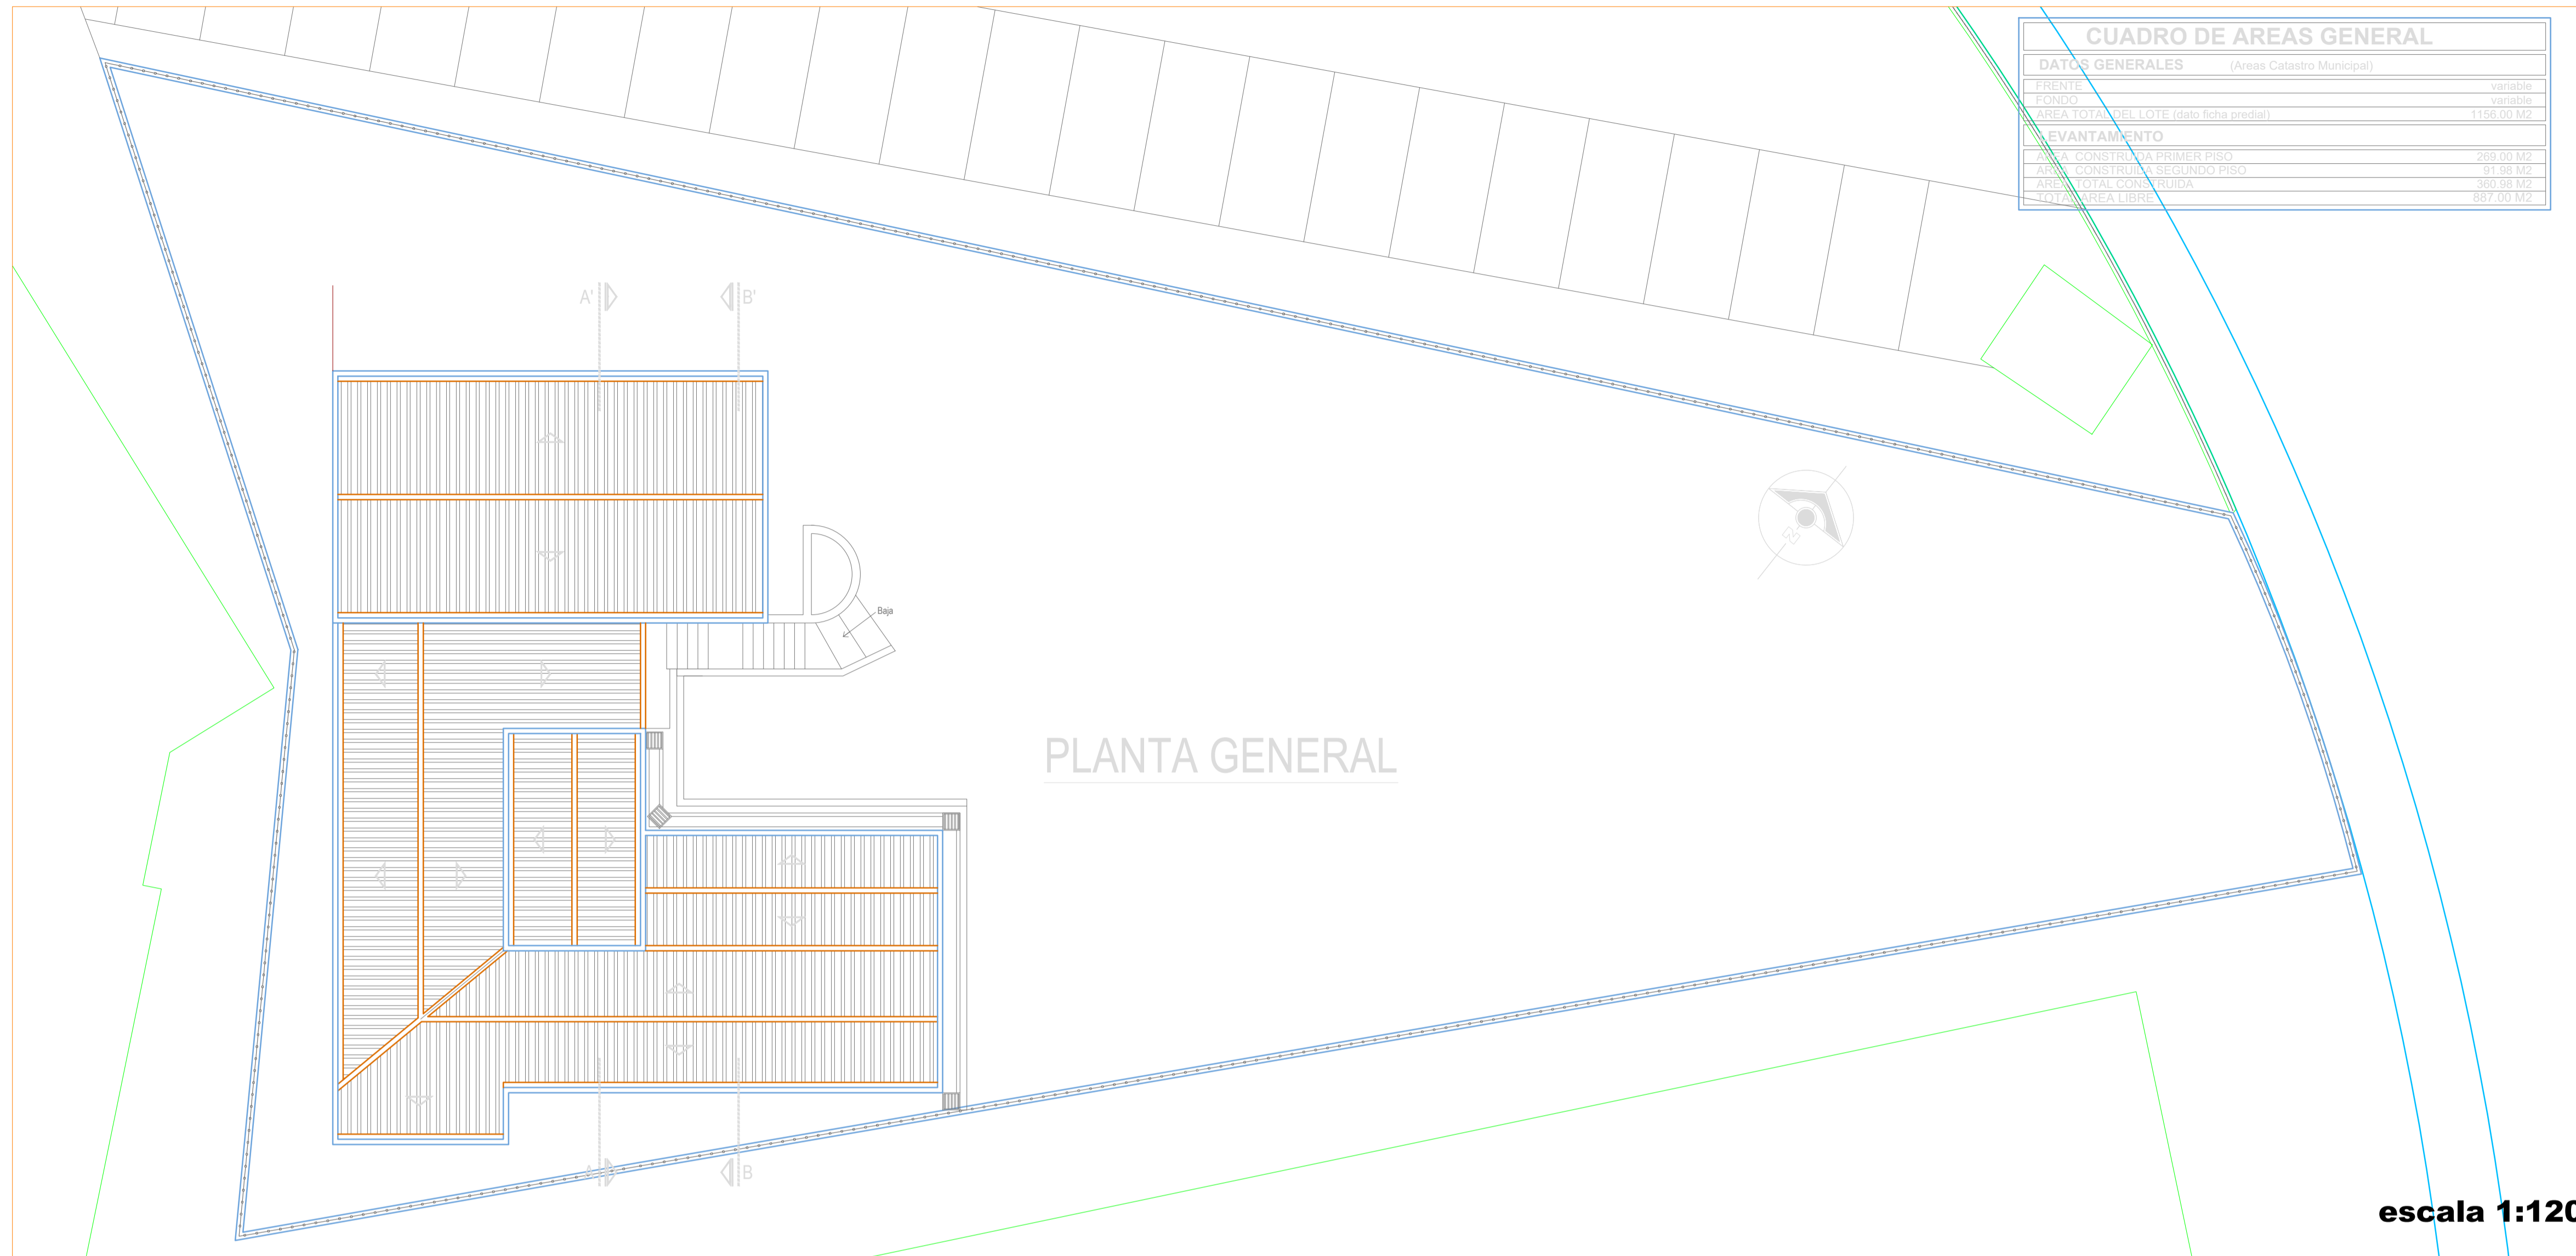 CUADRO DE AREAS GENERAL
DATOS GENERALES (Areas Catastro Municipal)
FRENTE variable
FONDO variable
AREA TOTAL DEL LOTE (dato ficha predial) 1156.00 M2
LEVANTAMIENTO
AREA CONSTRUIDA PRIMER PISO 269.00 M2
AREA CONSTRUIDA SEGUNDO PISO 91.98 M2
AREA TOTAL CONSTRUIDA 360.98 M2
TOTAL AREA LIBRE 887.00 M2
A' B'
N
Baja
PLANTA GENERAL
A B
escala 1:120